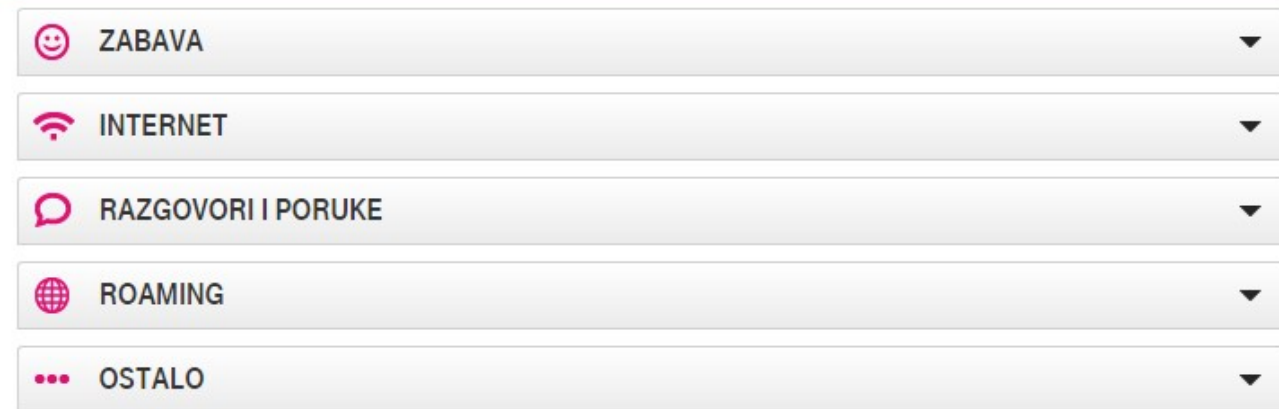 ZABAVA
INTERNET
RAZGOVORI I PORUKE
ROAMING
OSTALO